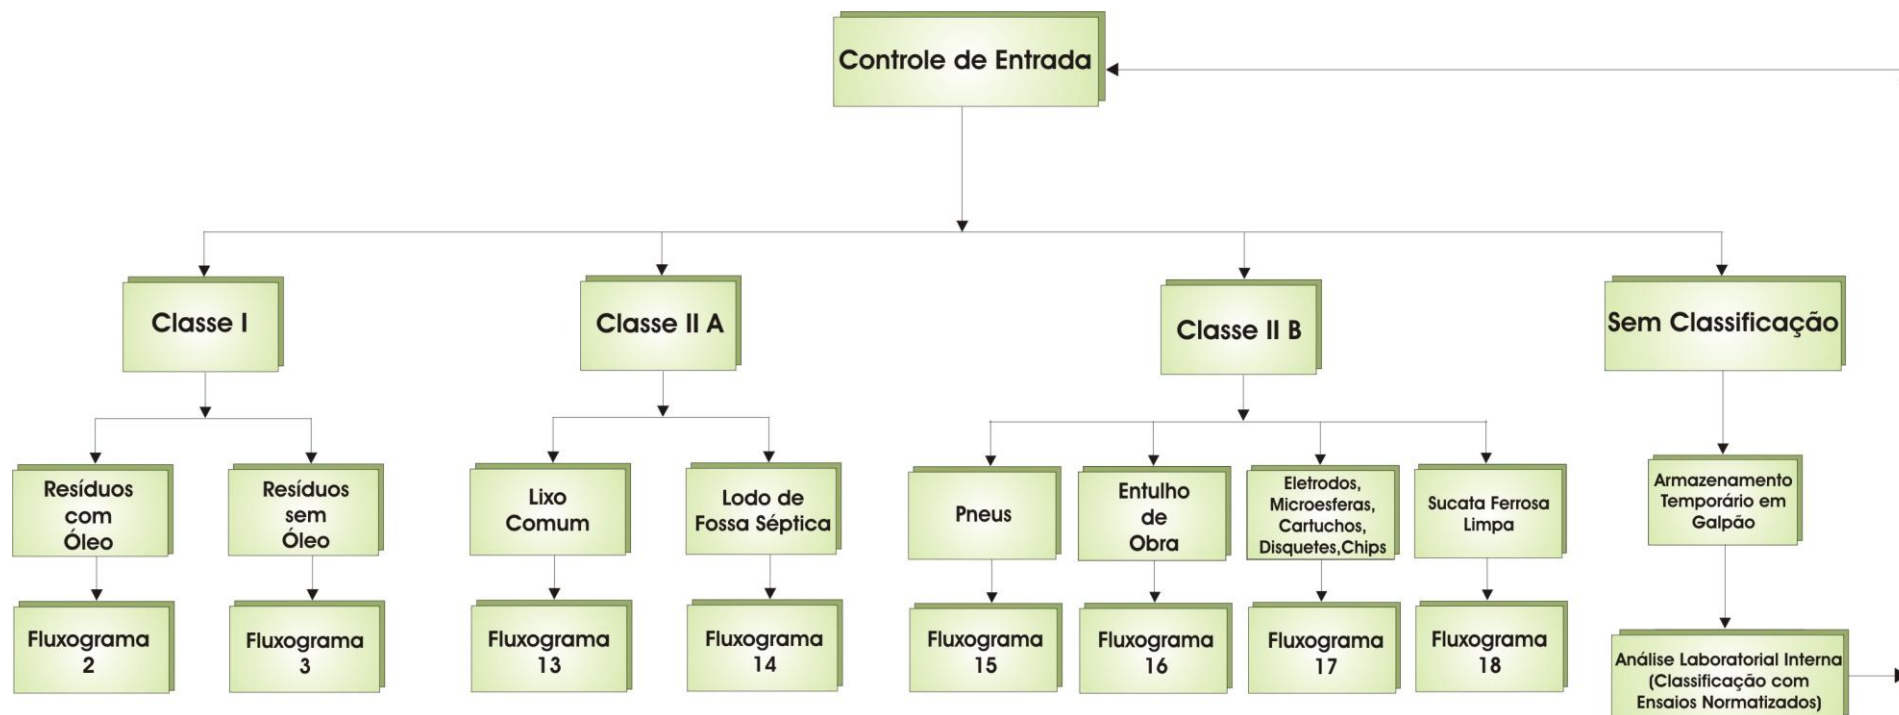 Controle de Entrada
Classe I
Classe II A
Classe II B
Sem Classificação
Resíduos
com
Óleo
Resíduos
sem
Óleo
Lixo
Comum
Lodo de
Fossa Séptica
Pneus
Entulho
de
Obra
Eletrodos,
Microesferas,
Cartuchos,
Disquetes,Chips
Sucata Ferrosa
Limpa
Armazenamento
Temporário em
Galpão
Fluxograma
2
Fluxograma
3
Fluxograma
13
Fluxograma
14
Fluxograma
15
Fluxograma
16
Fluxograma
17
Fluxograma
18
Análise Laboratorial Interna
(Classificação com
Ensaios Normatizados)